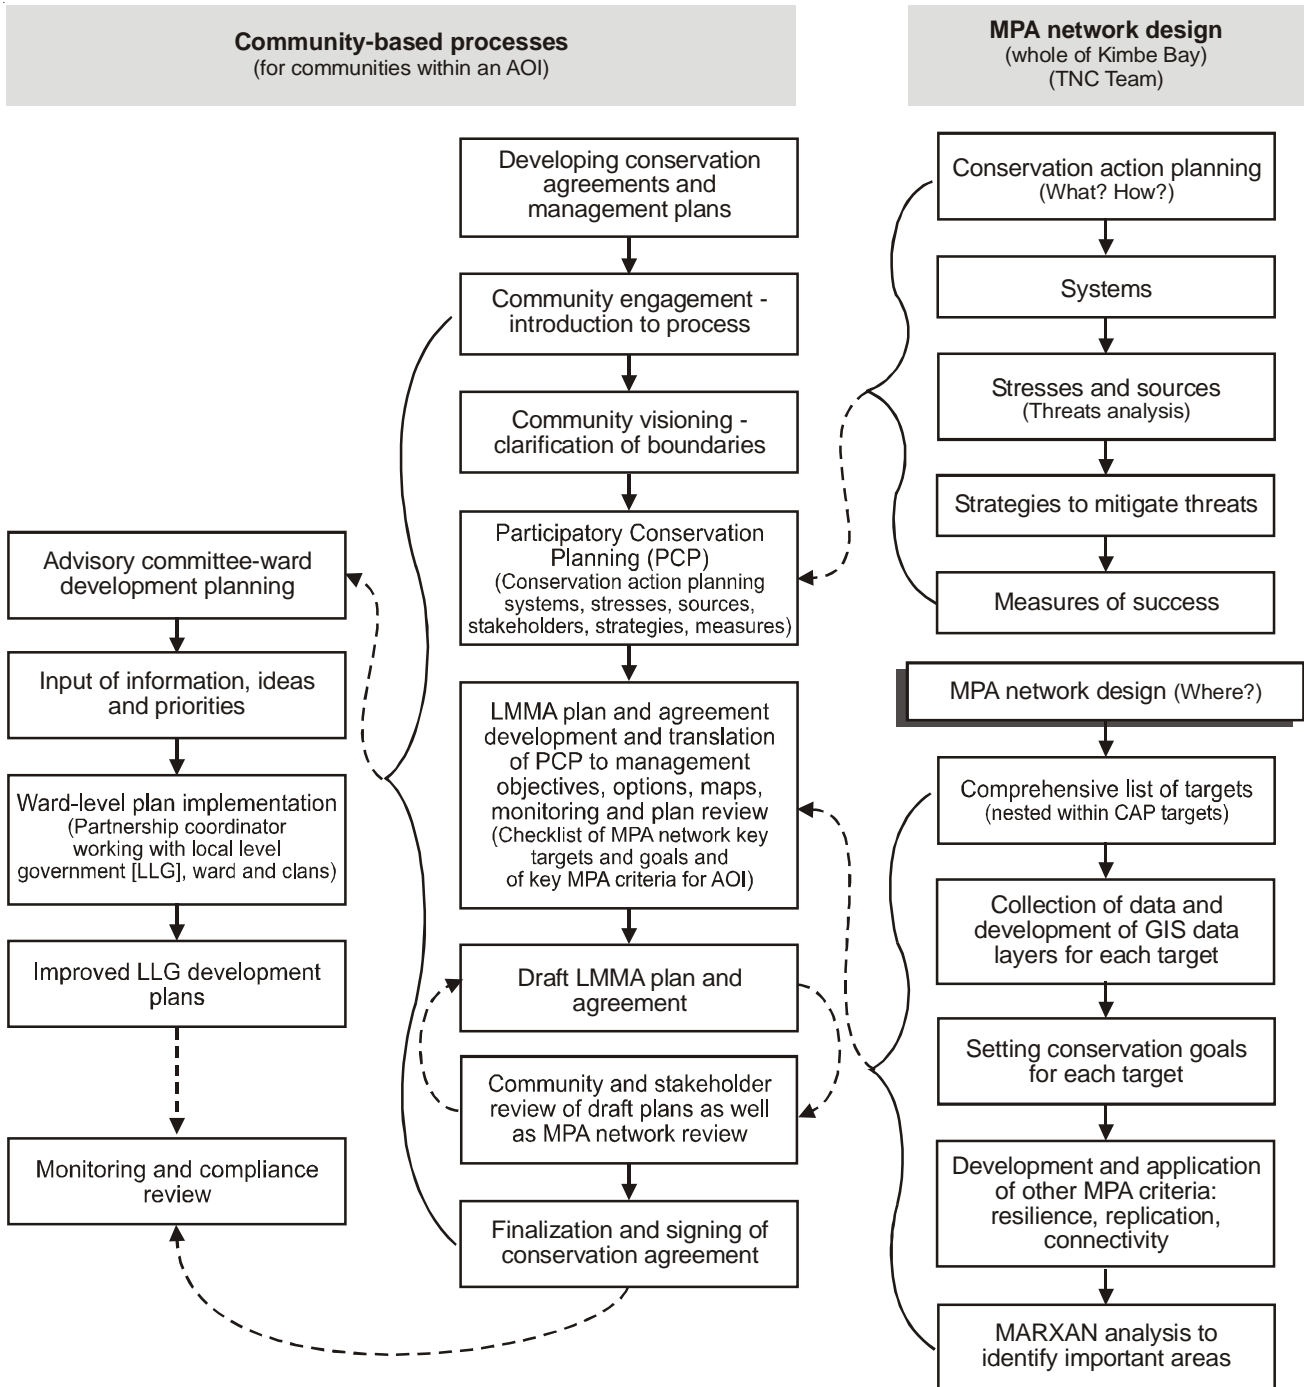 Community-based processes
(for communities within an AOI)
MPA network design
(whole of Kimbe Bay)
(TNC Team)
Developing conservation
agreements and
management plans
Community engagement -
introduction to process
Community visioning -
clarification of boundaries
Participatory Conservation
Planning (PCP)
(Conservation action planning
systems, stresses, sources,
stakeholders, strategies, measures)
LMMA plan and agreement
development and translation
of PCP to management
objectives, options, maps,
monitoring and plan review
(Checklist of MPA network key
targets and goals and
of key MPA criteria for AOI)
Draft LMMA plan and
agreement
Community and stakeholder
review of draft plans as well
as MPA network review
Finalization and signing of
conservation agreement
Advisory committee-ward
development planning
Input of information, ideas
and priorities
Ward-level plan implementation
(Partnership coordinator
working with local level
government [LLG], ward and clans)
Improved LLG development
plans
Monitoring and compliance
review
Conservation action planning
(What? How?)
Systems
Stresses and sources
(Threats analysis)
Strategies to mitigate threats
Measures of success
MPA network design (Where?)
Comprehensive list of targets
(nested within CAP targets)
Collection of data and
development of GIS data
layers for each target
Setting conservation goals
for each target
Development and application
of other MPA criteria:
resilience, replication,
connectivity
MARXAN analysis to
identify important areas